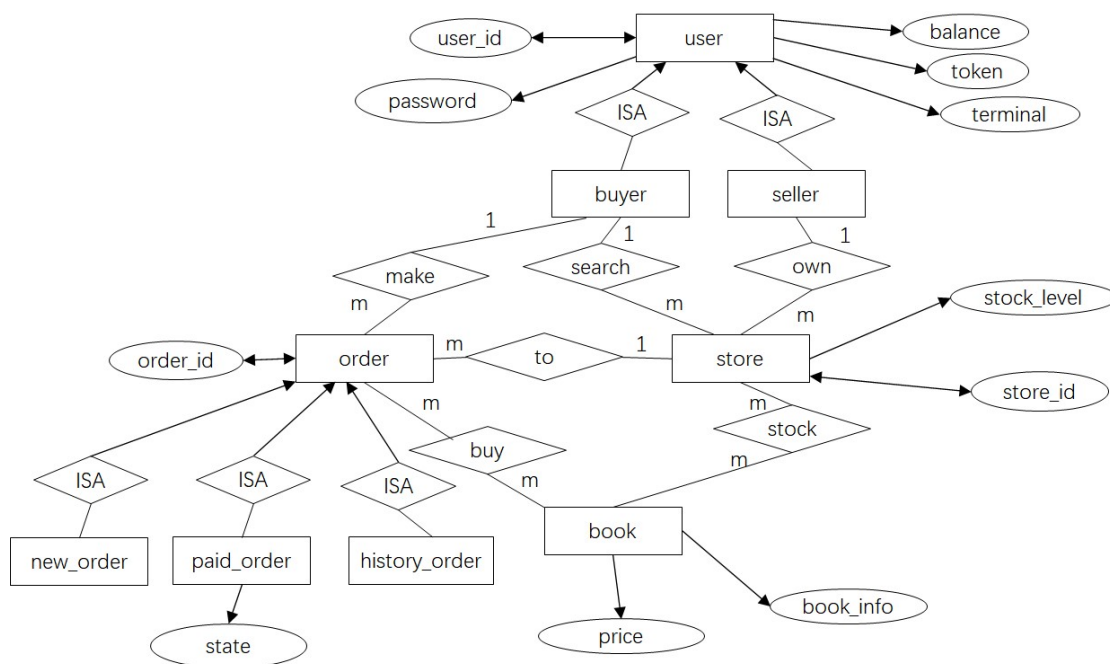 user_id
user
balance
token
password
terminal
ISA
ISA
buyer
seller
1
1
1
make
search
own
m
m
m
stock_level
order_id
order
m
to
1
store
store_id
m
m
stock
buy
m
m
ISA
ISA
ISA
new_order
paid_order
history_order
book
state
price
book_info